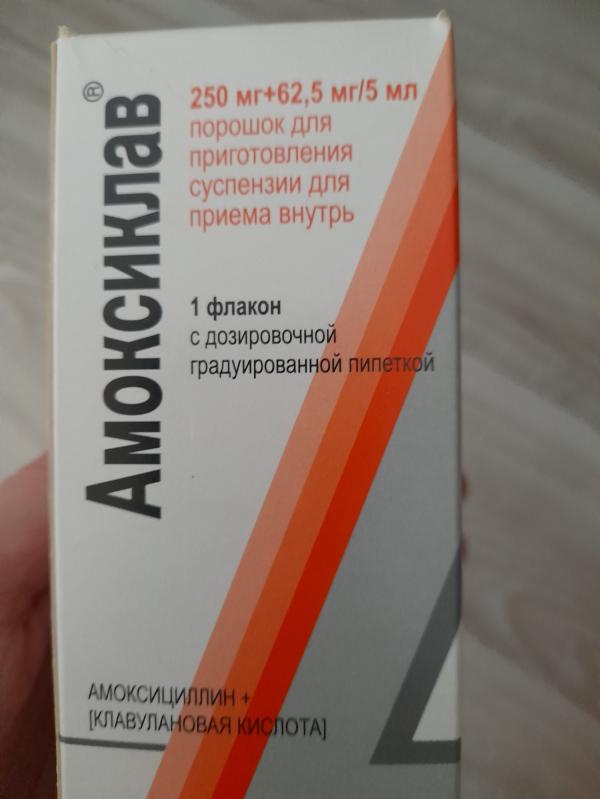 Амоксиклав®
250 мг+62,5 мг/5 мл
порошок для
приготовления
суспензии для
приема внутрь
1 флакон
с дозировочной
градуированной пипеткой
АМОКСИЦИЛЛИН +
[КЛАВУЛАНОВАЯ КИСЛОТА]